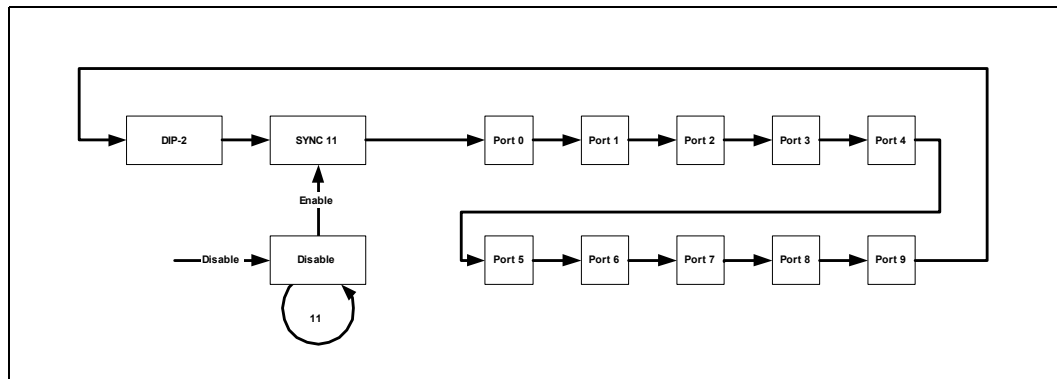 DIP-2
SYNC 11
Port 0
Port 1
Port 2
Port 3
Port 4
Enable
Disable
Disable
Port 5
Port 6
Port 7
Port 8
Port 9
11